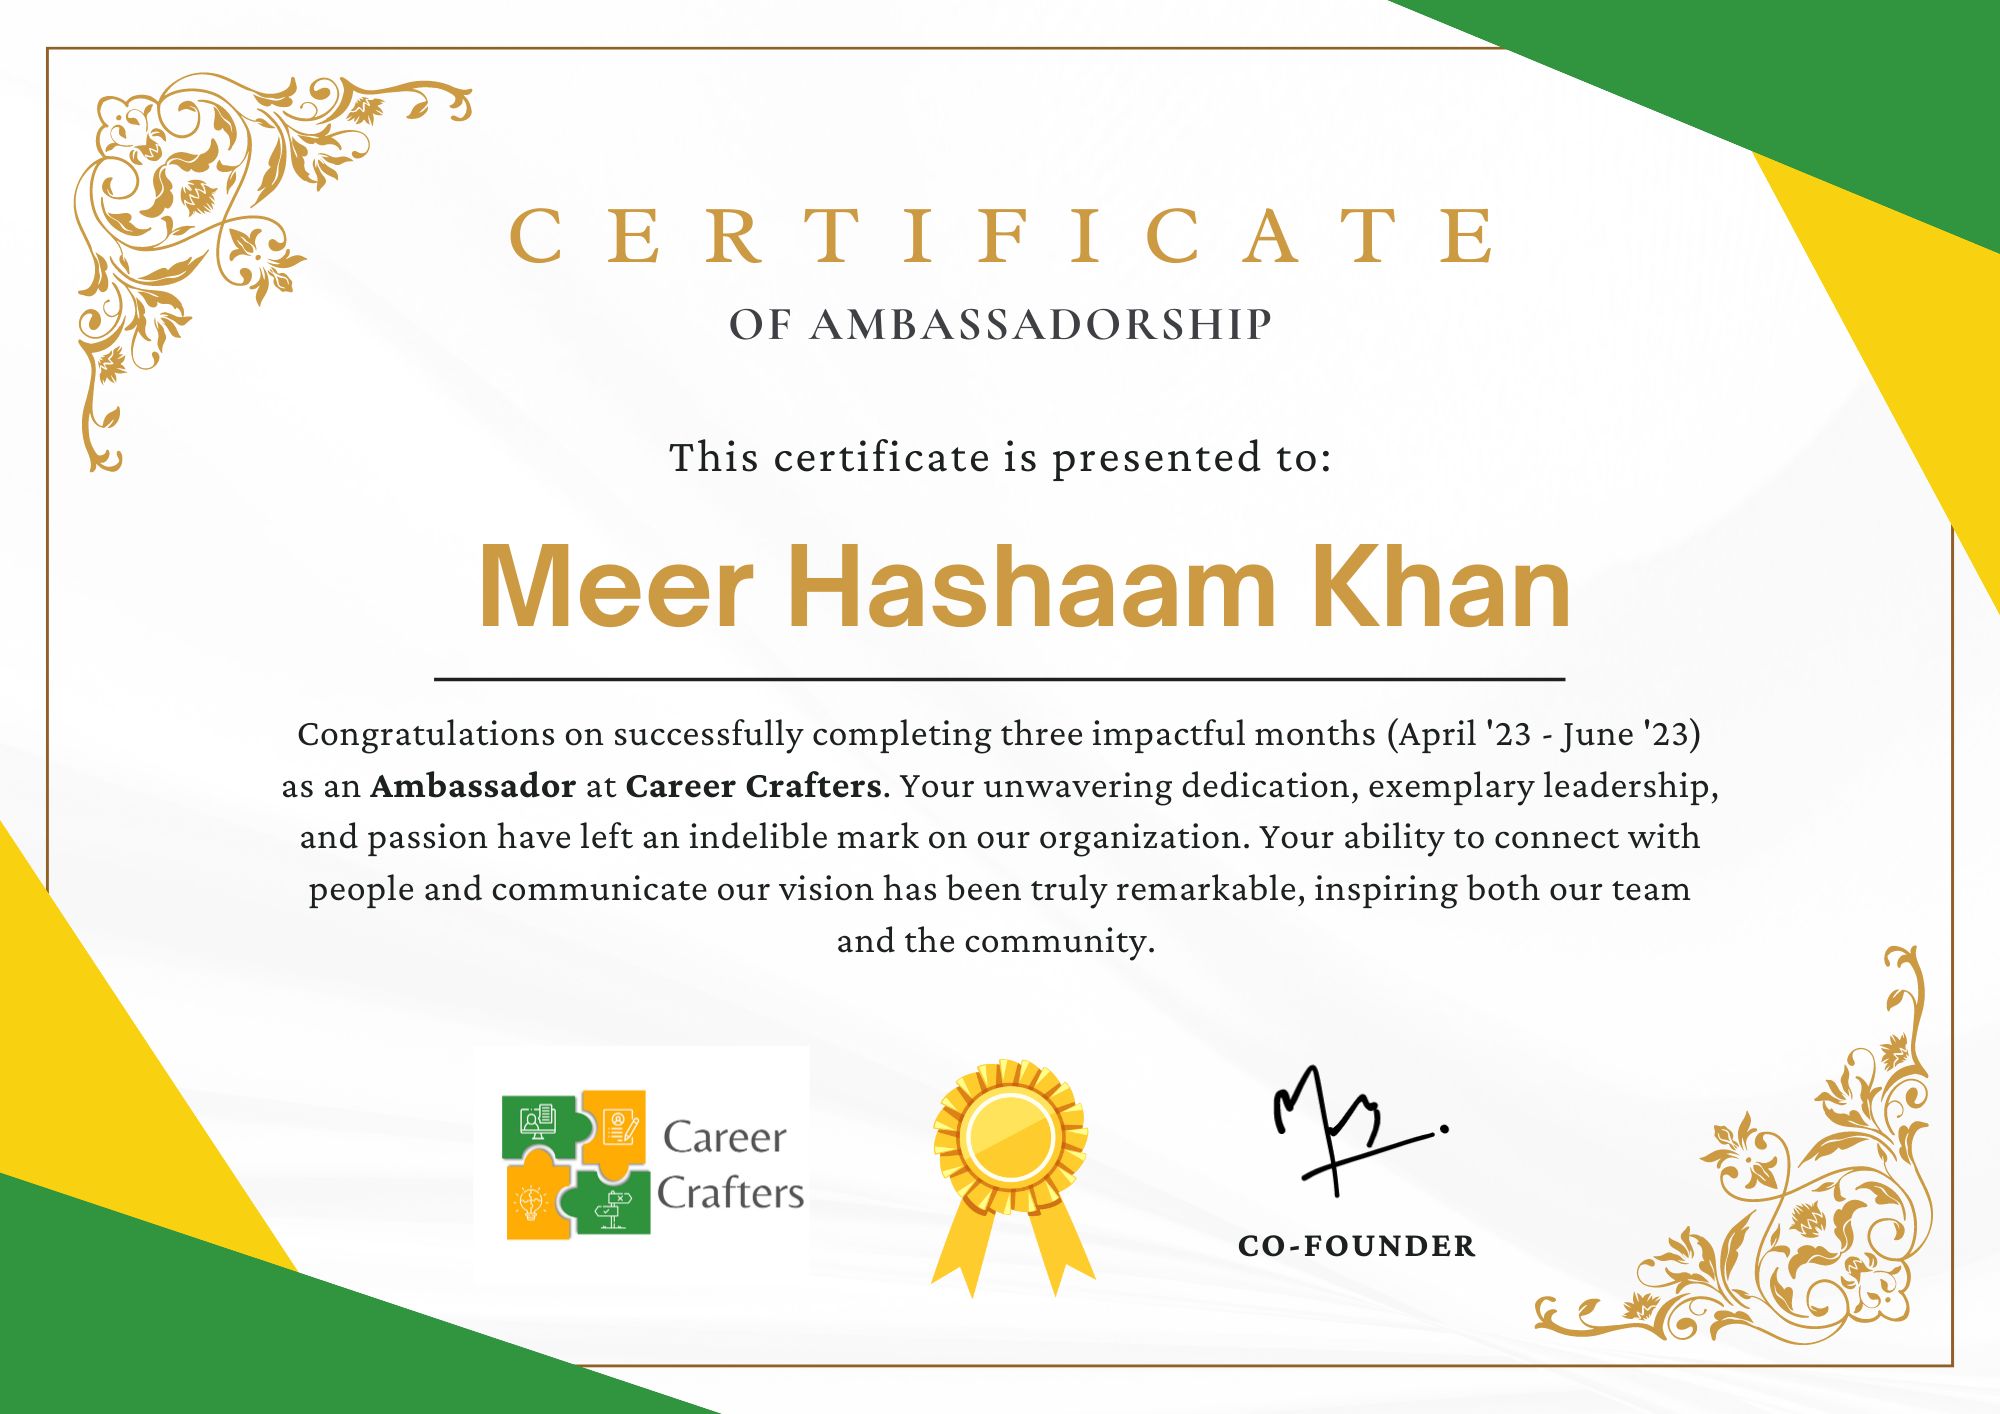 CERTIFICATE
OF AMBASSADORSHIP
This certificate is presented to:
Meer Hashaam Khan
Congratulations on successfully completing three impactful months (April '23 - June '23)
as an Ambassador at Career Crafters. Your unwavering dedication, exemplary leadership,
and passion have left an indelible mark on our organization. Your ability to connect with
people and communicate our vision has been truly remarkable, inspiring both our team
and the community.
Career
Crafters
CO-FOUNDER